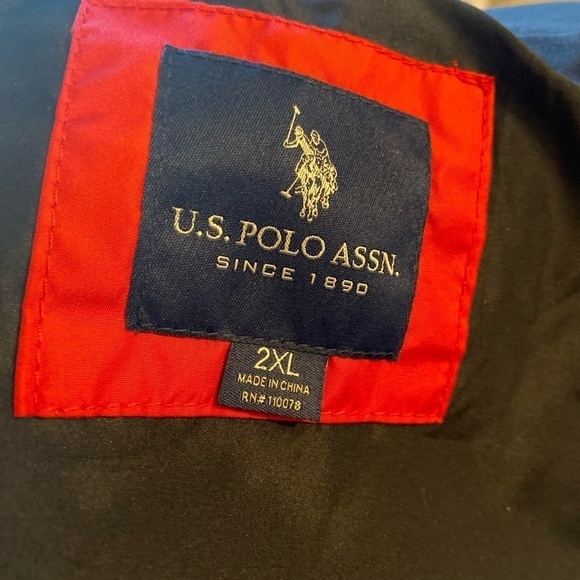 U.S. POLO ASSN.
SINCE 1890
2XL
MADE IN CHINA
RN# 110078